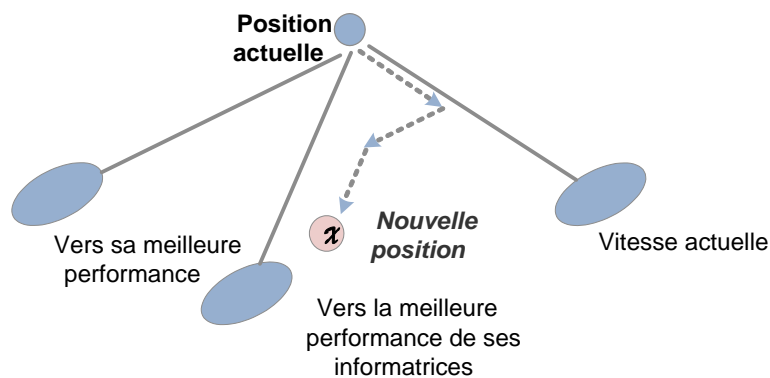 Position
actuelle
Vers sa meilleure
performance
x
Nouvelle
position
Vitesse actuelle
Vers la meilleure
performance de ses
informatrices